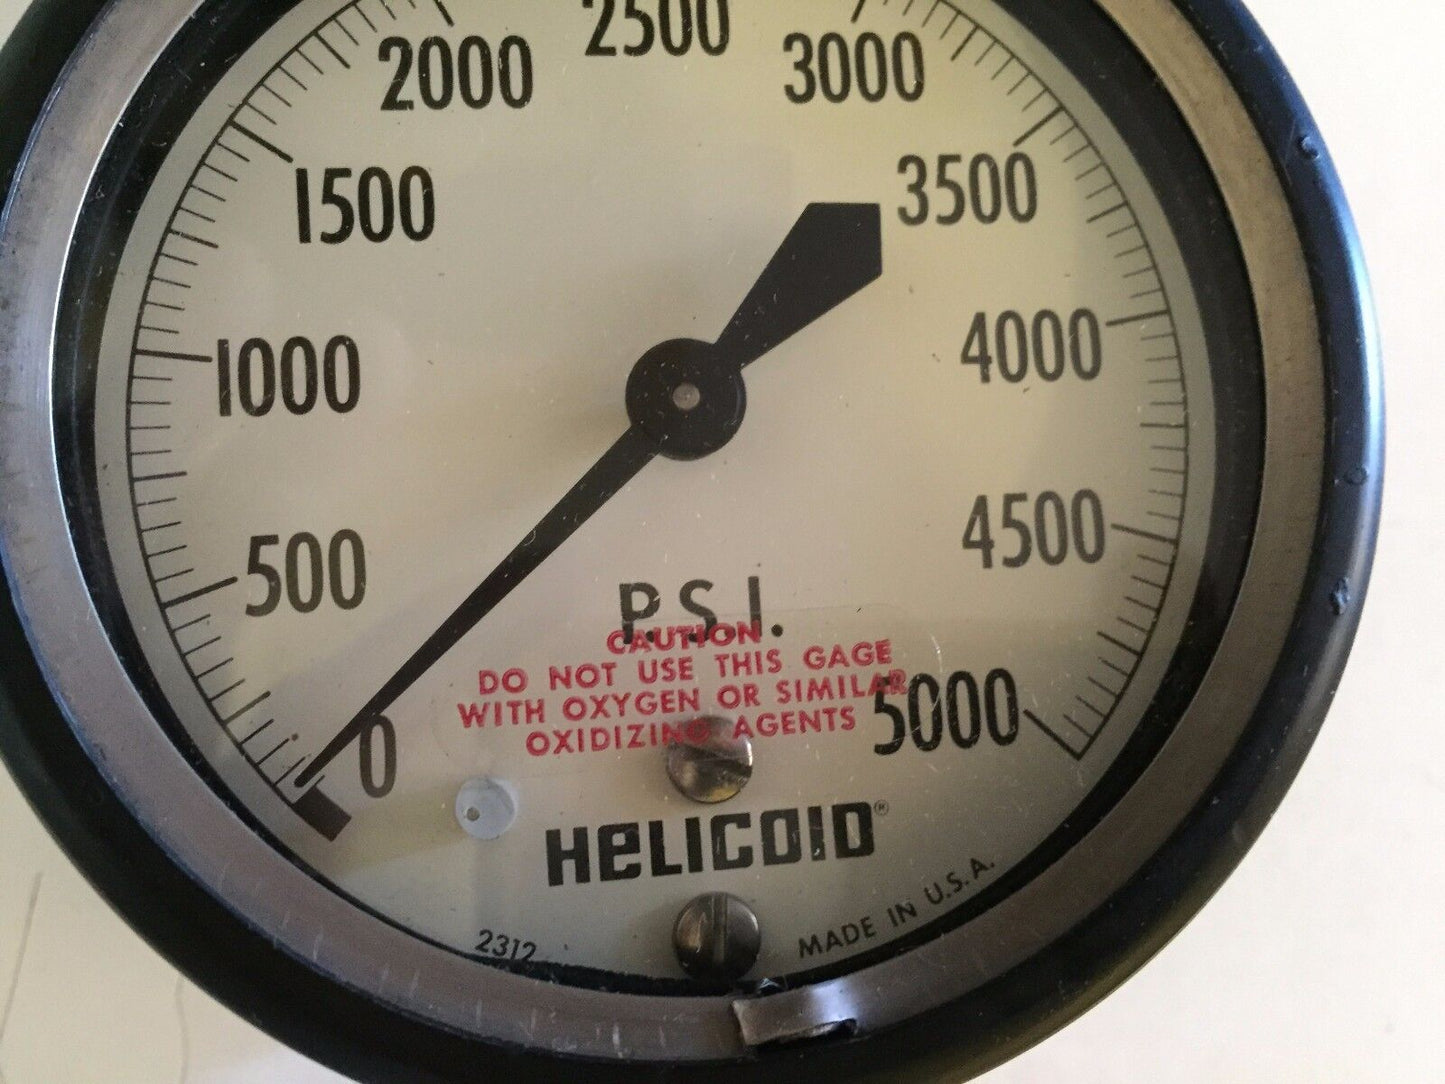 2500
2000
3000
1500
3500
1000
4000
500
4500
P.S.I.
CAUTION
DO NOT USE THIS GAGE
WITH OXYGEN OR SIMILAR
OXIDIZING AGENTS
0
5000
HELICOID®
2312
MADE IN U.S.A.